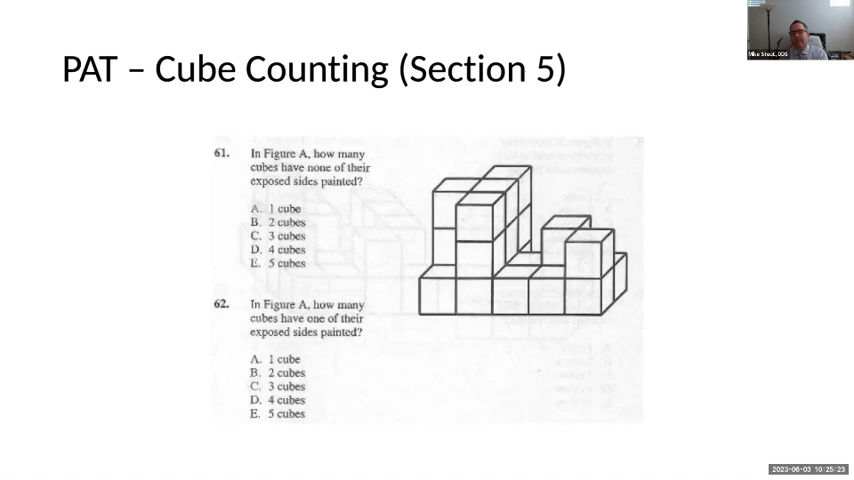 Mike Steut, DDS
PAT – Cube Counting (Section 5)
61. In Figure A, how many
cubes have none of their
exposed sides painted?
A. 1 cube
B. 2 cubes
C. 3 cubes
D. 4 cubes
E. 5 cubes
62. In Figure A, how many
cubes have one of their
exposed sides painted?
A. 1 cube
B. 2 cubes
C. 3 cubes
D. 4 cubes
E. 5 cubes
2023-06-03 10:25:23